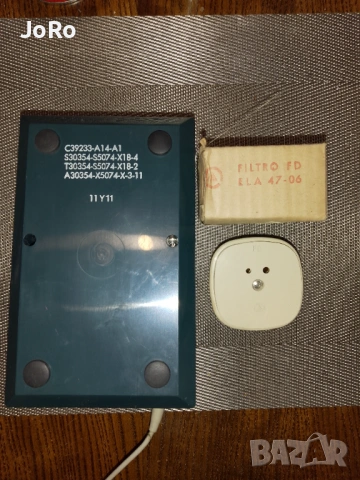 JoRo
C39233-A14-A1
S30354-S5074-X18-4
T30354-S5074-X18-2
A30354-X5074-X-3-11
11Y11
FILTRO FD
ELA 47-06
BAZAR